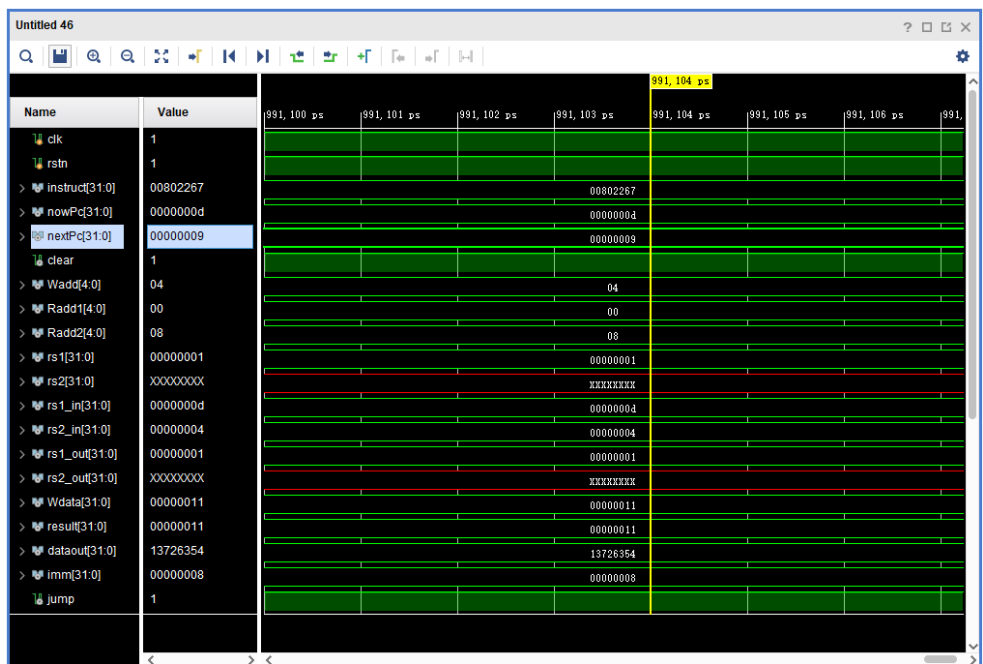 Untitled 46
991,104 ps
Name Value 991,100 ps 991,101 ps 991,102 ps 991,103 ps 991,104 ps 991,105 ps 991,106 ps 991,
clk 1
rstn 1
instruct[31:0] 00802267 00802267
nowPc[31:0] 0000000d 0000000d
nextPc[31:0] 00000009 00000009
clear 1
Wadd[4:0] 04 04
Radd1[4:0] 00 00
Radd2[4:0] 08 08
rs1[31:0] 00000001 00000001
rs2[31:0] XXXXXXXX XXXXXXXX
rs1_in[31:0] 0000000d 0000000d
rs2_in[31:0] 00000004 00000004
rs1_out[31:0] 00000001 00000001
rs2_out[31:0] XXXXXXXX XXXXXXXX
Wdata[31:0] 00000011 00000011
result[31:0] 00000011 00000011
dataout[31:0] 13726354 13726354
imm[31:0] 00000008 00000008
jump 1